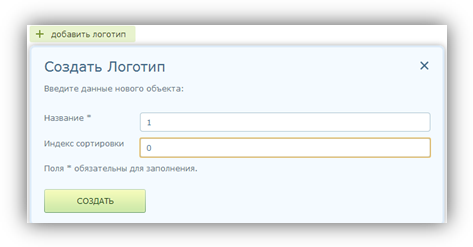 + добавить логотип
Создать Логотип ×
Введите данные нового объекта:
Название * 1
Индекс сортировки 0
Поля * обязательны для заполнения.
СОЗДАТЬ